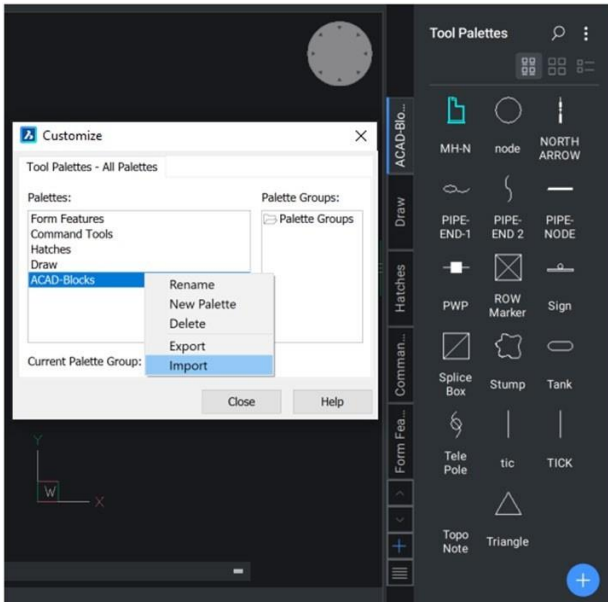 Tool Palettes
Customize
Tool Palettes - All Palettes
Palettes:
Palette Groups:
Form Features
Command Tools
Hatches
Draw
ACAD-Blocks
Palette Groups
Rename
New Palette
Delete
Export
Import
Current Palette Group:
Close
Help
Y
W
X
ACAD-Blo...
Draw
Hatches
Comman...
Form Fea...
MH-N
node
NORTH
ARROW
PIPE-
END-1
PIPE-
END 2
PIPE-
NODE
PWP
ROW
Marker
Sign
Splice
Box
Stump
Tank
Tele
Pole
tic
TICK
Topo
Note
Triangle